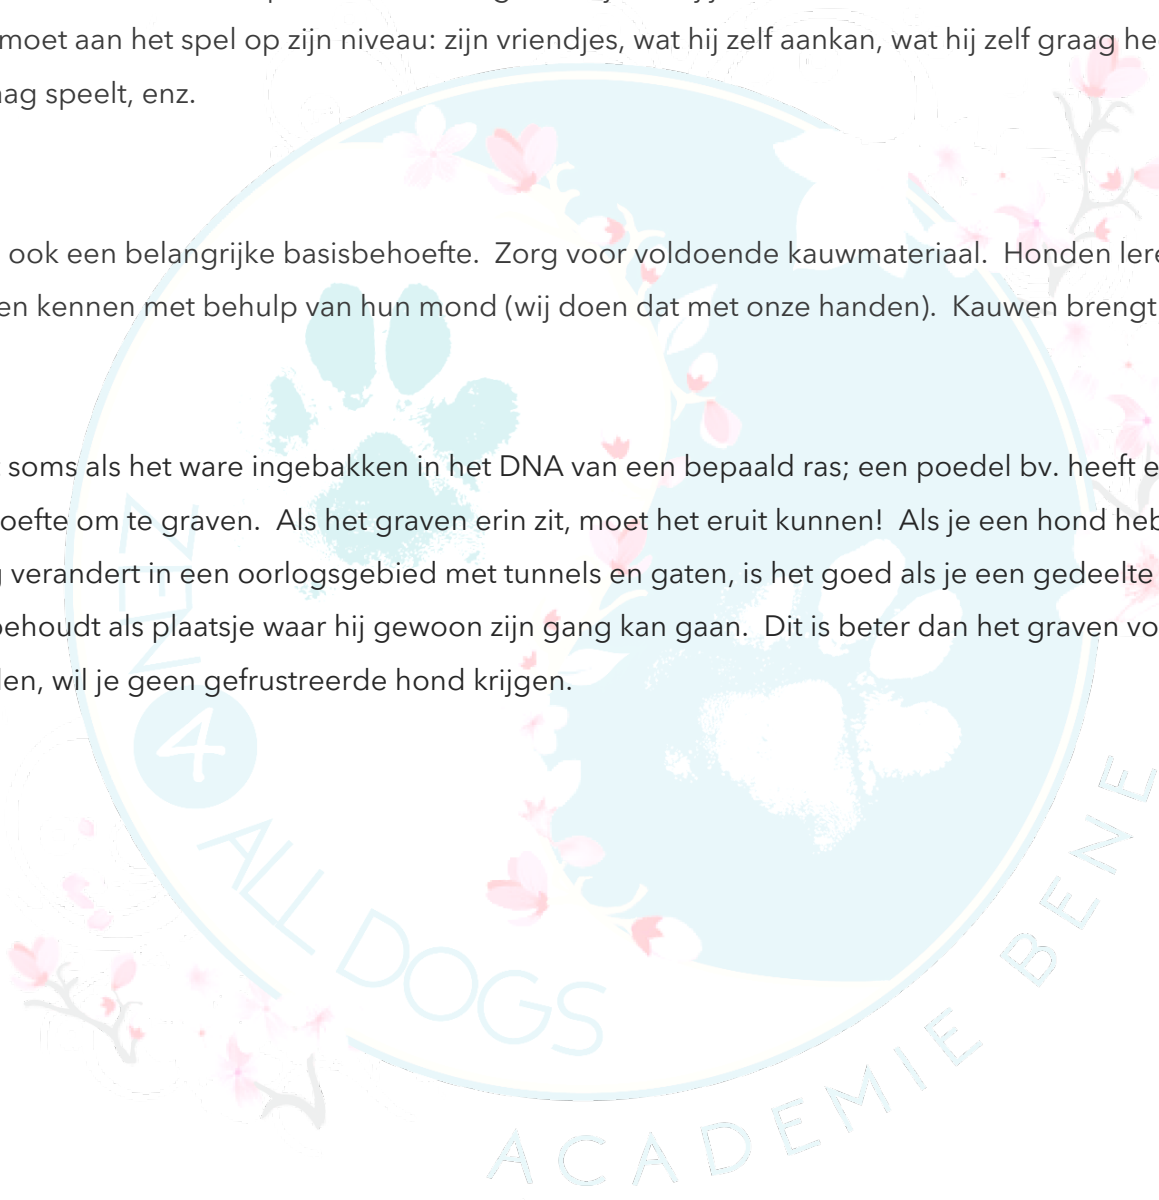 moet aan het spel op zijn niveau: zijn vriendjes, wat hij zelf aankan, wat hij zelf graag he
aag speelt, enz.
ook een belangrijke basisbehoefte. Zorg voor voldoende kauwmateriaal. Honden lere
en kennen met behulp van hun mond (wij doen dat met onze handen). Kauwen brengt
soms als het ware ingebakken in het DNA van een bepaald ras; een poedel bv. heeft e
oefte om te graven. Als het graven erin zit, moet het eruit kunnen! Als je een hond heb
g verandert in een oorlogsgebied met tunnels en gaten, is het goed als je een gedeelte
behoudt als plaatsje waar hij gewoon zijn gang kan gaan. Dit is beter dan het graven vo
den, wil je geen gefrustreerde hond krijgen.
4 ALL DOGS
ACADEMIE BENE